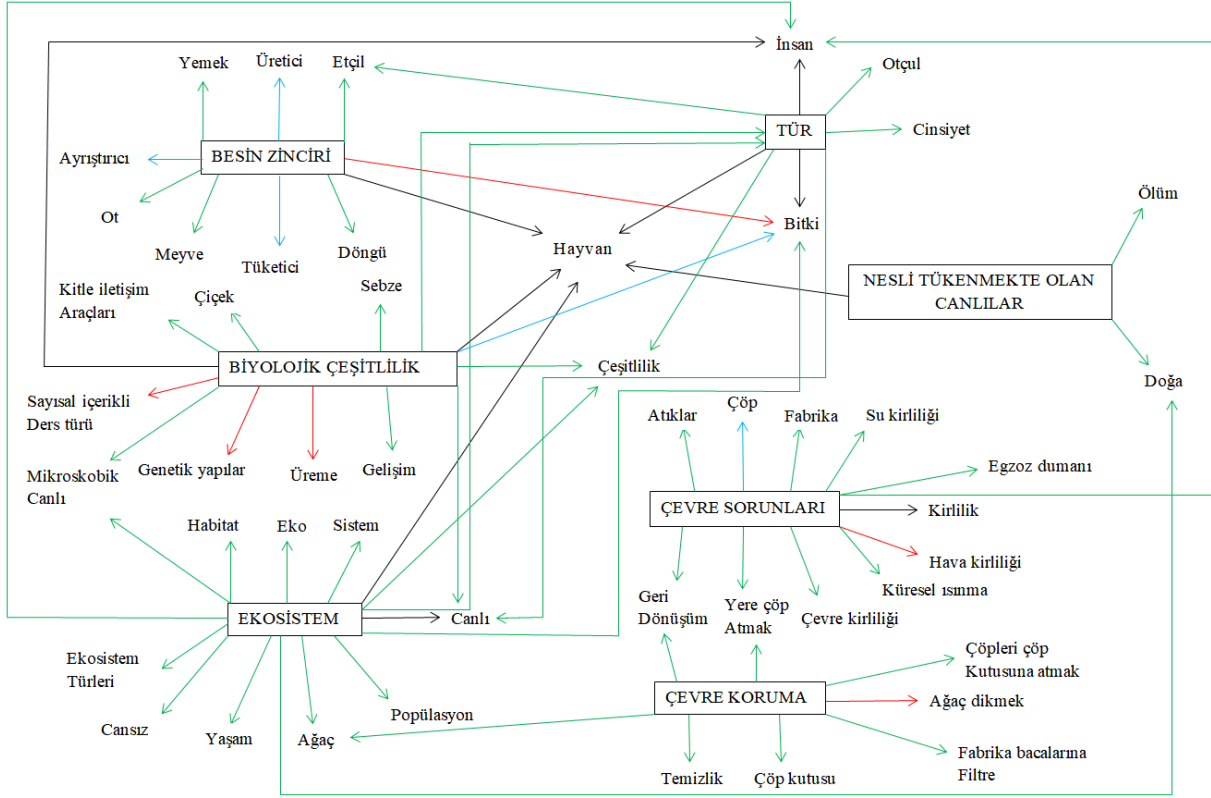 İnsan
Yemek
Üretici
Etçil
Otçul
TÜR
Cinsiyet
Ayrıştırıcı
BESİN ZİNCİRİ
Ölüm
Ot
Bitki
Meyve
Tüketici
Döngü
Hayvan
NESLİ TÜKENMEKTE OLAN
CANLILAR
Kitle iletişim
Araçları
Çiçek
Sebze
BİYOLOJİK ÇEŞİTLİLİK
Çeşitlilik
Doğa
Sayısal içerikli
Ders türü
Atıklar
Çöp
Fabrika
Su kirliliği
Mikroskobik
Canlı
Genetik yapılar
Üreme
Gelişim
Egzoz dumanı
ÇEVRE SORUNLARI
Kirlilik
Habitat
Eko
Sistem
Hava kirliliği
Küresel ısınma
Geri
Dönüşüm
Yere çöp
Atmak
Çevre kirliliği
EKOSİSTEM
Canlı
Ekosistem
Türleri
Çöpleri çöp
Kutusuna atmak
ÇEVRE KORUMA
Ağaç dikmek
Cansız
Yaşam
Ağaç
Popülasyon
Fabrika bacalarına
Filtre
Temizlik
Çöp kutusu